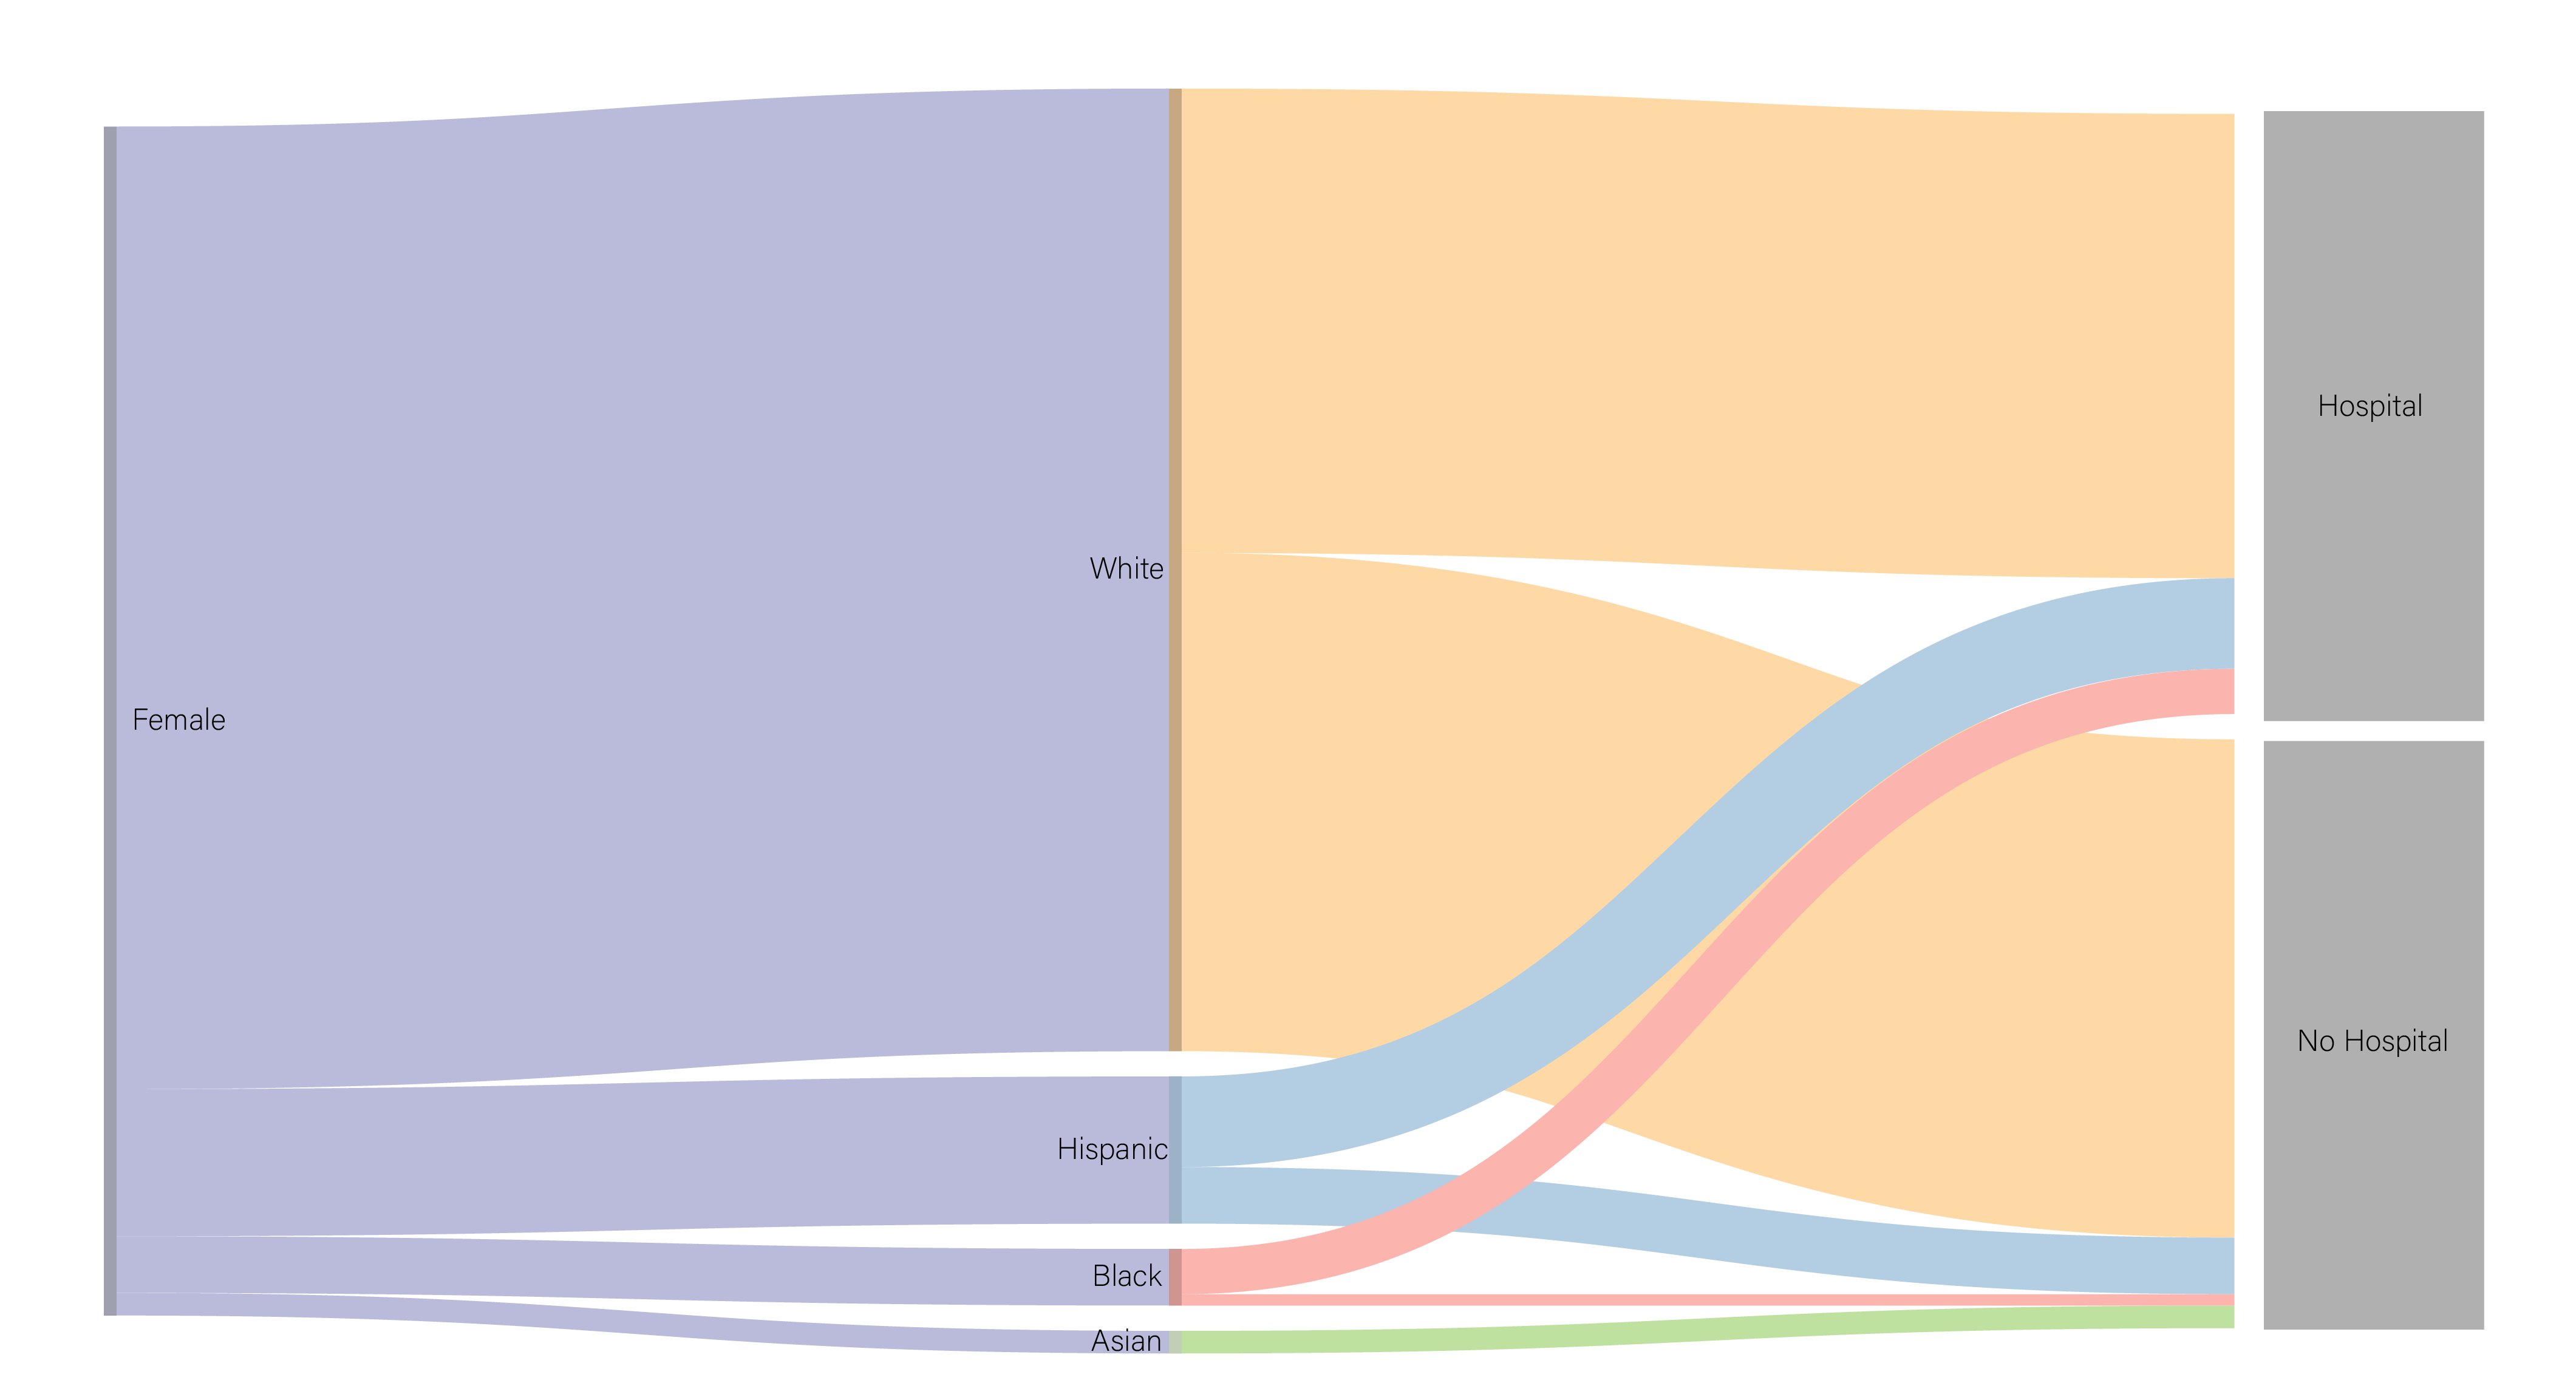 Female
White
Hispanic
Black
Asian
Hospital
No Hospital